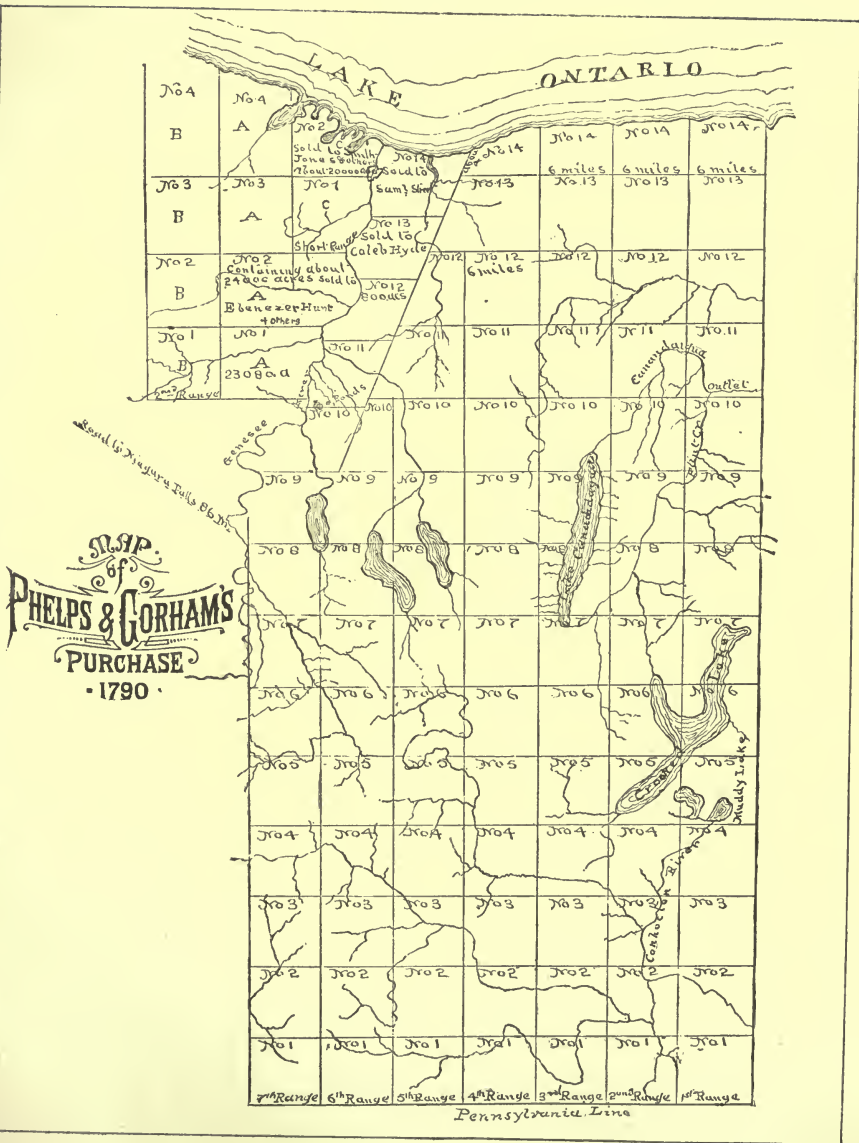 LAKE ONTARIO
No 4
No 4
B
A
No 2
C
Sold to Smith
Jones & others
About 20000 ac
No 14
Sold to
No 14
No 14
No 14
No 14
6 miles
6 miles
6 miles
No 3
No 3
No 1
Sam'l
No 13
No 13
No 13
No 13
B
A
C
No 13
Sold to
Caleb Hyde
Short Range
No 2
No 2
Containing about
24000 acres sold to
A
Ebenezer Hunt
& others
B
No 12
No 12
No 12
6 miles
No 12
No 12
No 12
No 1
No 1
B
A
2nd Range
No 11
No 11
No 11
No 11
No 11
No 11
Canandaigua
Outlet
Ponds
No 10
No 10
No 10
No 10
No 10
No 10
No 10
Genesee
Flint Cr
Road to Niagara Falls 86 M.
No 9
No 9
No 9
No 9
No 9
No 9
No 9
Lake Canandaigua
No 8
No 8
No 8
No 8
No 8
No 8
No 8
MAP
of
PHELPS & GORHAM'S
PURCHASE
· 1790 ·
No 7
No 7
No 7
No 7
No 7
No 7
No 7
No 6
No 6
No 6
No 6
No 6
No 6
No 6
Lake
No 5
No 5
No 5
No 5
No 5
No 5
No 5
Crooked
Muddy Lake
No 4
No 4
No 4
No 4
No 4
No 4
No 4
Conhocton River
No 3
No 3
No 3
No 3
No 3
No 3
No 3
No 2
No 2
No 2
No 2
No 2
No 2
No 2
No 1
No 1
No 1
No 1
No 1
No 1
No 1
7th Range 6th Range 5th Range 4th Range 3rd Range 2und Range 1st Range
Pennsylvania Line